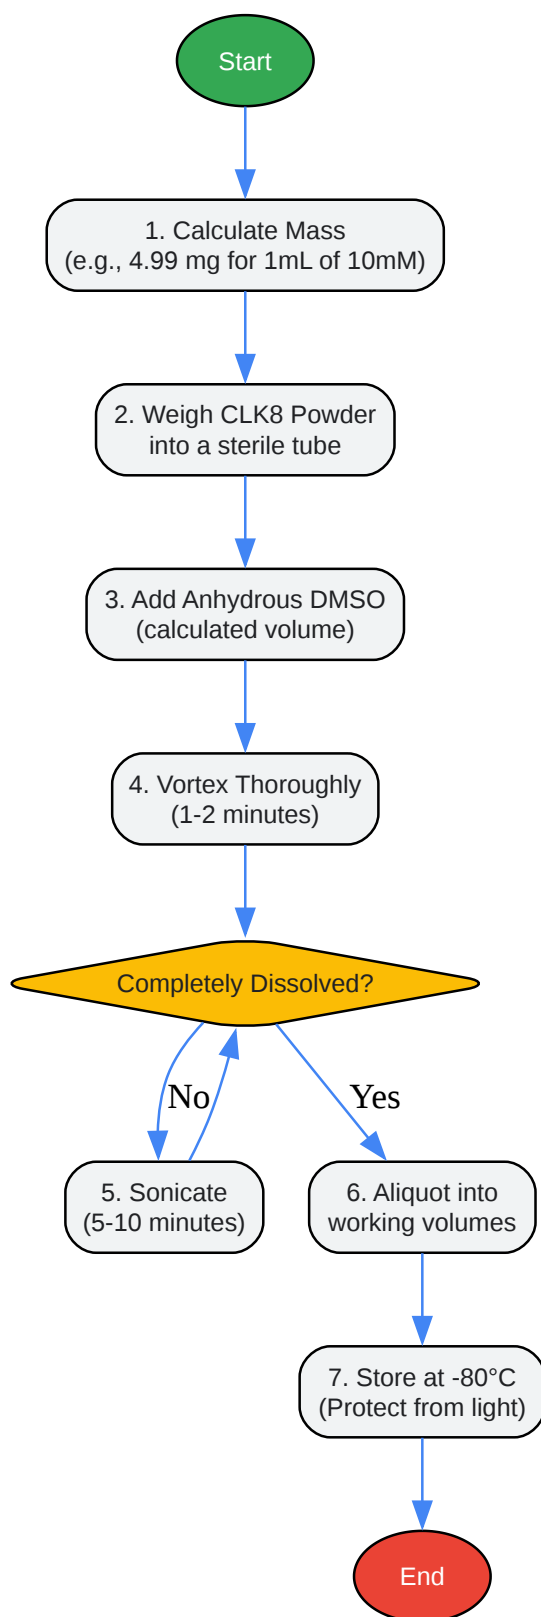 Start
1. Calculate Mass
(e.g., 4.99 mg for 1mL of 10mM)
2. Weigh CLK8 Powder
into a sterile tube
3. Add Anhydrous DMSO
(calculated volume)
4. Vortex Thoroughly
(1-2 minutes)
Completely Dissolved?
No
Yes
5. Sonicate
(5-10 minutes)
6. Aliquot into
working volumes
7. Store at -80°C
(Protect from light)
End